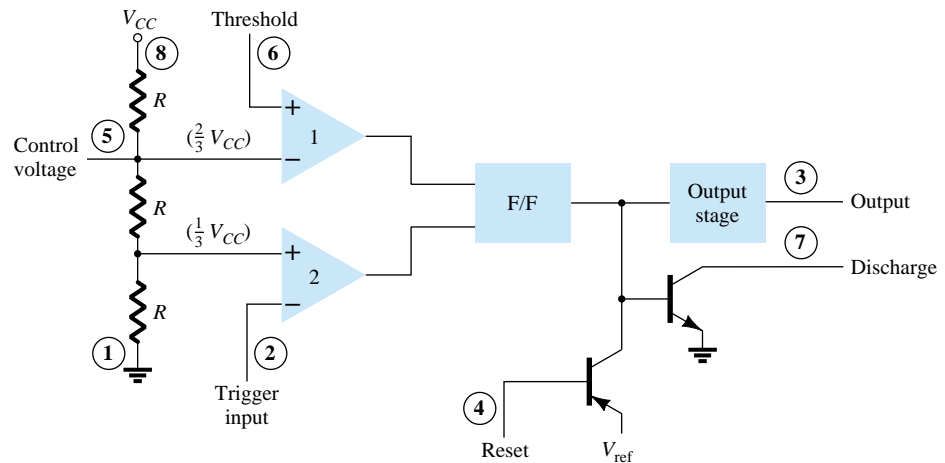 Threshold
V_CC
8
6
R
+
5
(2/3 V_CC)
1
Control
voltage
−
3
F/F
Output
stage
Output
R
(1/3 V_CC)
+
7
2
Discharge
R
−
1
2
Trigger
input
4
Reset
V_ref